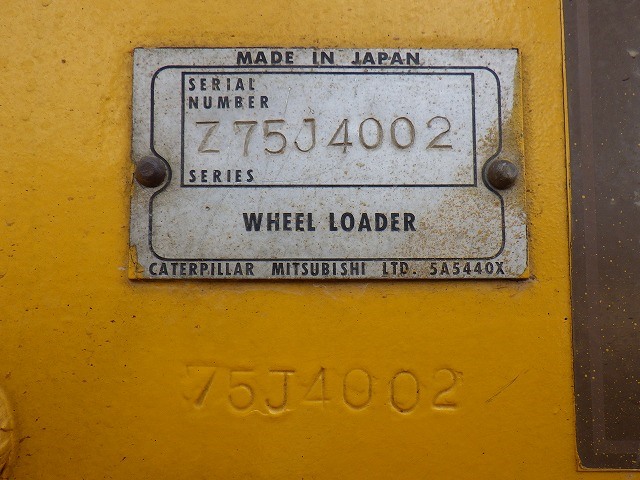 MADE IN JAPAN
SERIAL
NUMBER
Z75J4002
SERIES
WHEEL LOADER
CATERPILLAR MITSUBISHI LTD. 5A5440X
75J4002